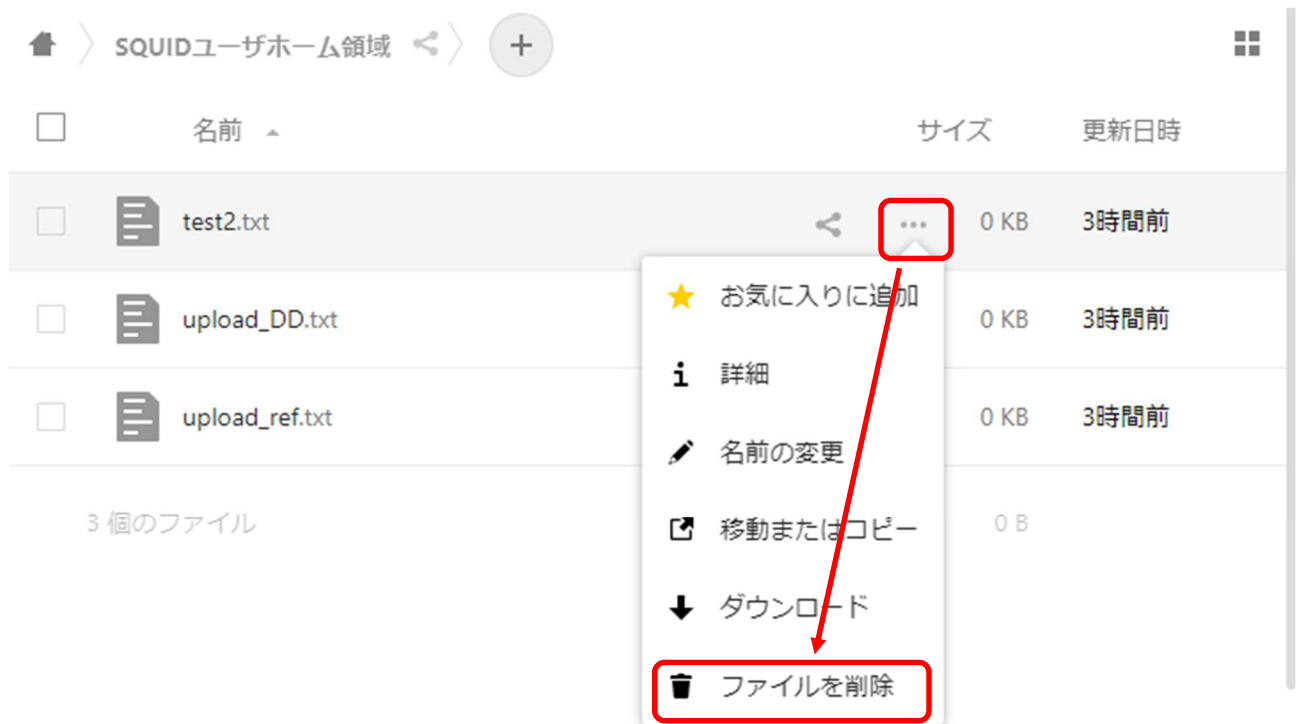 SQUIDユーザホーム領域
名前 サイズ 更新日時
test2.txt 0 KB 3時間前
お気に入りに追加
upload_DD.txt 0 KB 3時間前
詳細
upload_ref.txt 0 KB 3時間前
名前の変更
3 個のファイル 0 B
移動またはコピー
ダウンロード
ファイルを削除